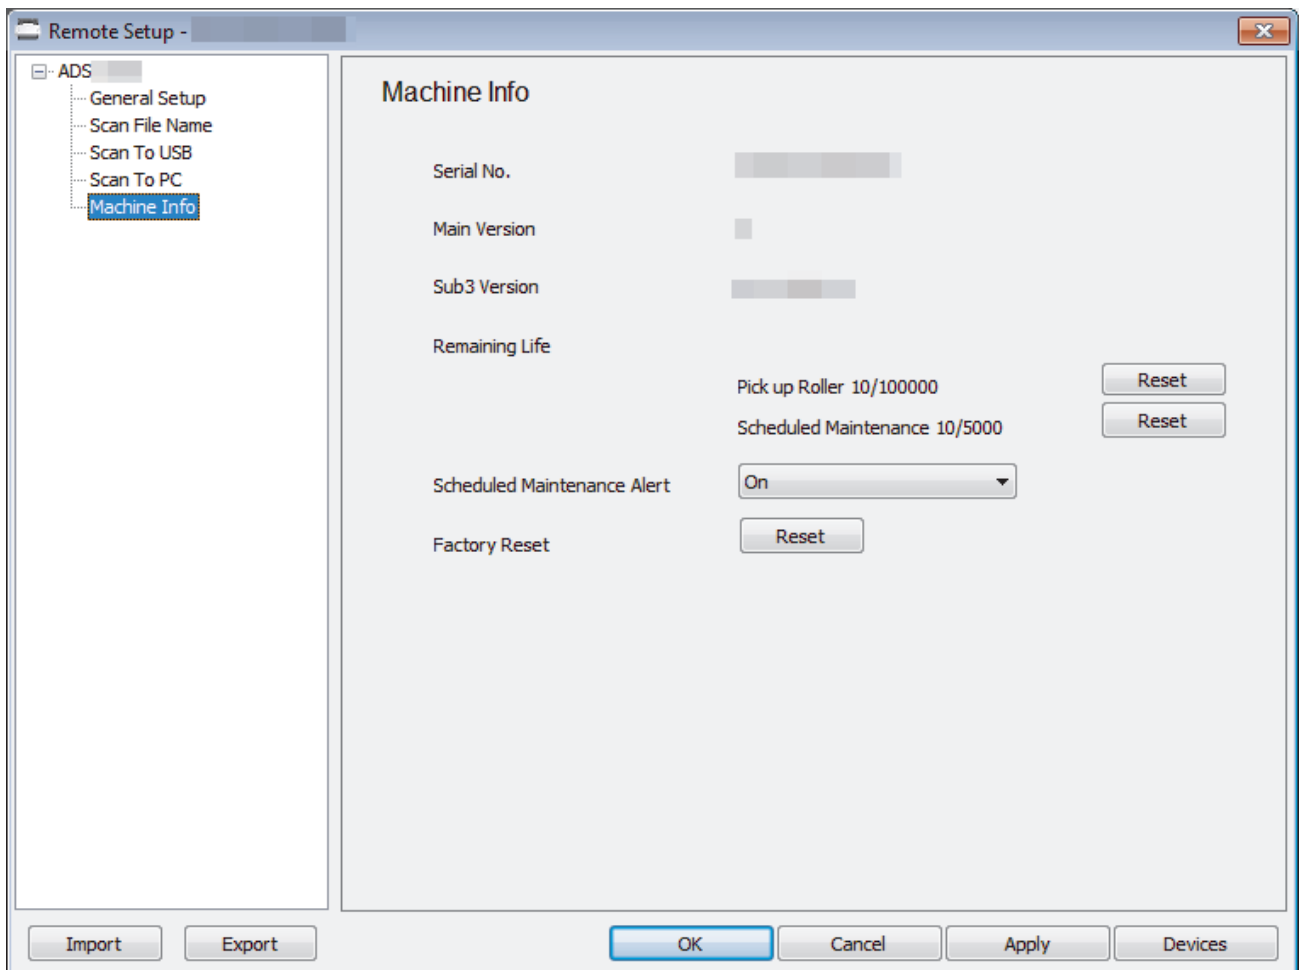 Remote Setup -
ADS
General Setup
Scan File Name
Scan To USB
Scan To PC
Machine Info
Machine Info
Serial No.
Main Version
Sub3 Version
Remaining Life
Pick up Roller 10/100000 Reset
Scheduled Maintenance 10/5000 Reset
Scheduled Maintenance Alert On
Factory Reset Reset
Import Export OK Cancel Apply Devices